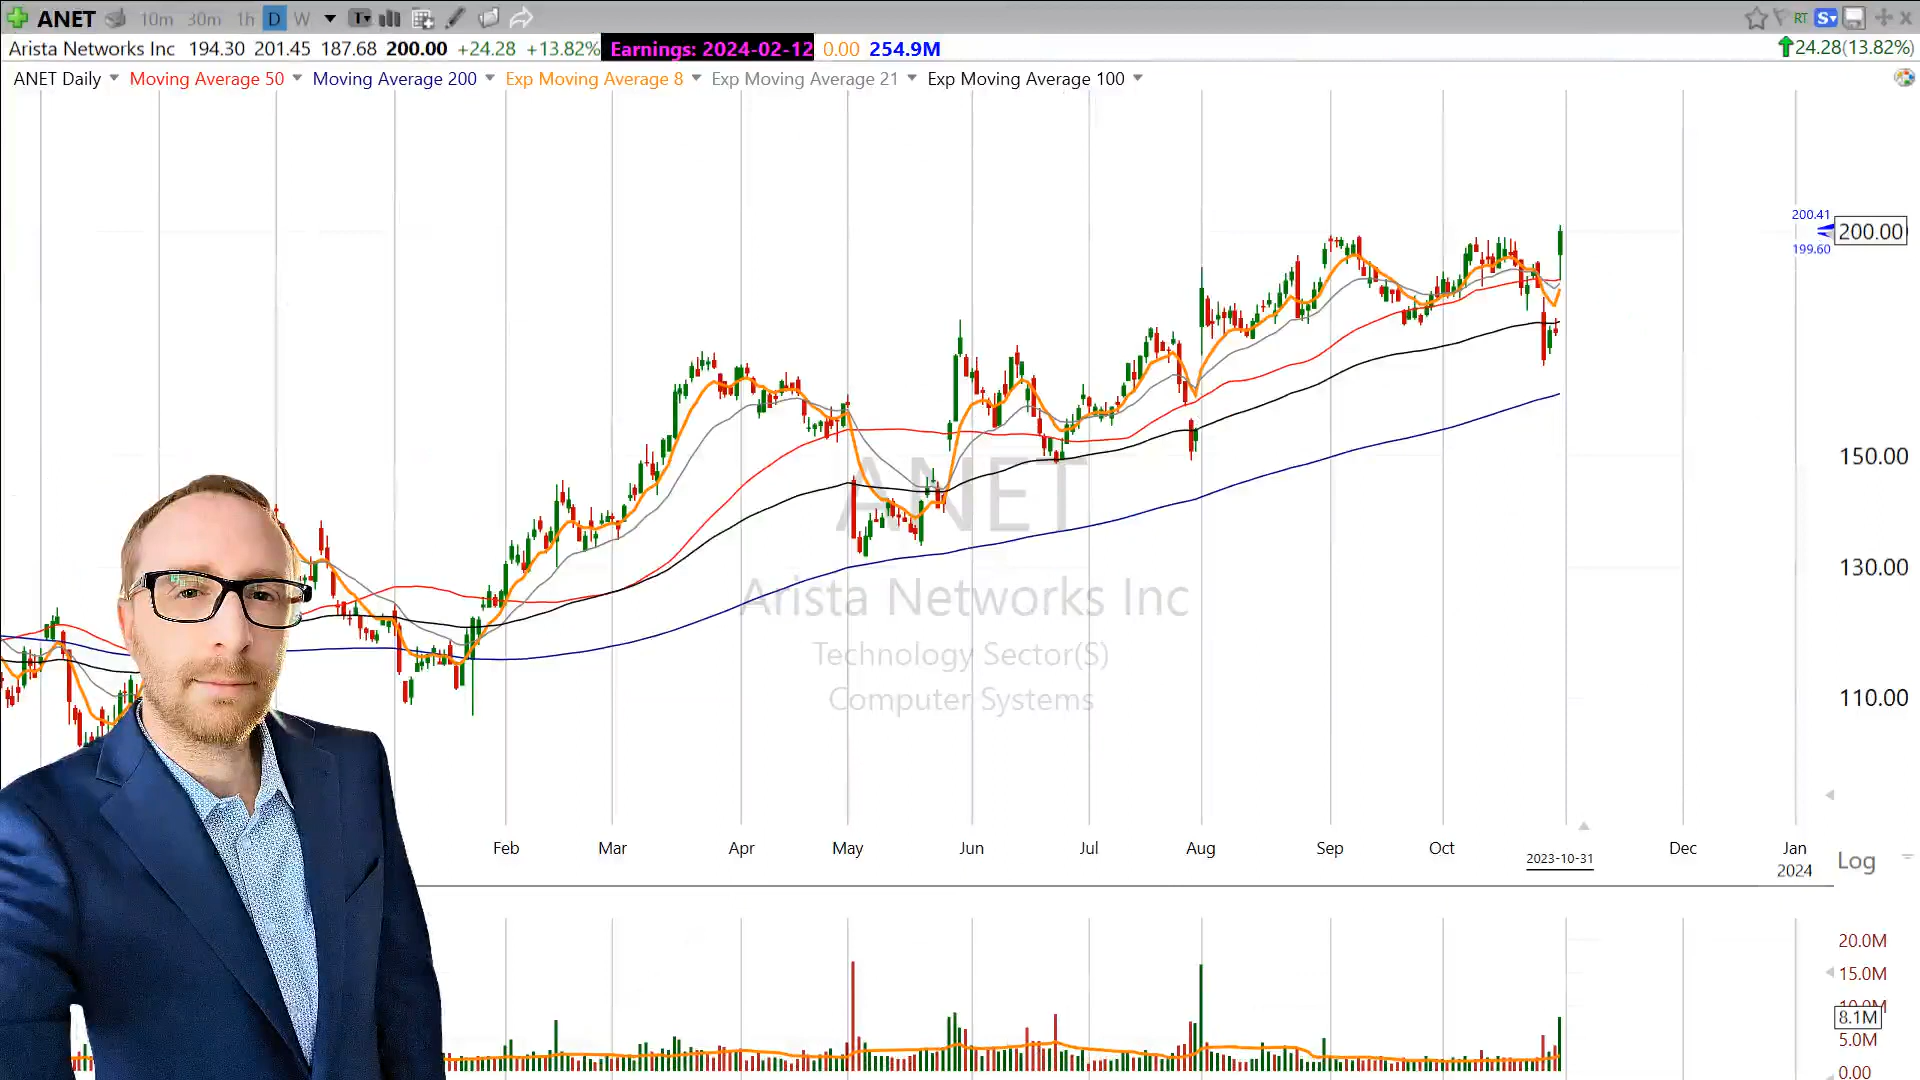 ANET 10m 30m 1h D W T RT S
Arista Networks Inc 194.30 201.45 187.68 200.00 +24.28 +13.82% Earnings: 2024-02-12 0.00 254.9M 24.28(13.82%)
ANET Daily Moving Average 50 Moving Average 200 Exp Moving Average 8 Exp Moving Average 21 Exp Moving Average 100
200.41
200.00
199.60
150.00
ANET
130.00
Arista Networks Inc
Technology Sector(S)
Computer Systems
110.00
Feb Mar Apr May Jun Jul Aug Sep Oct 2023-10-31 Dec Jan
2024
Log
20.0M
15.0M
10.0M
8.1M
5.0M
0.00